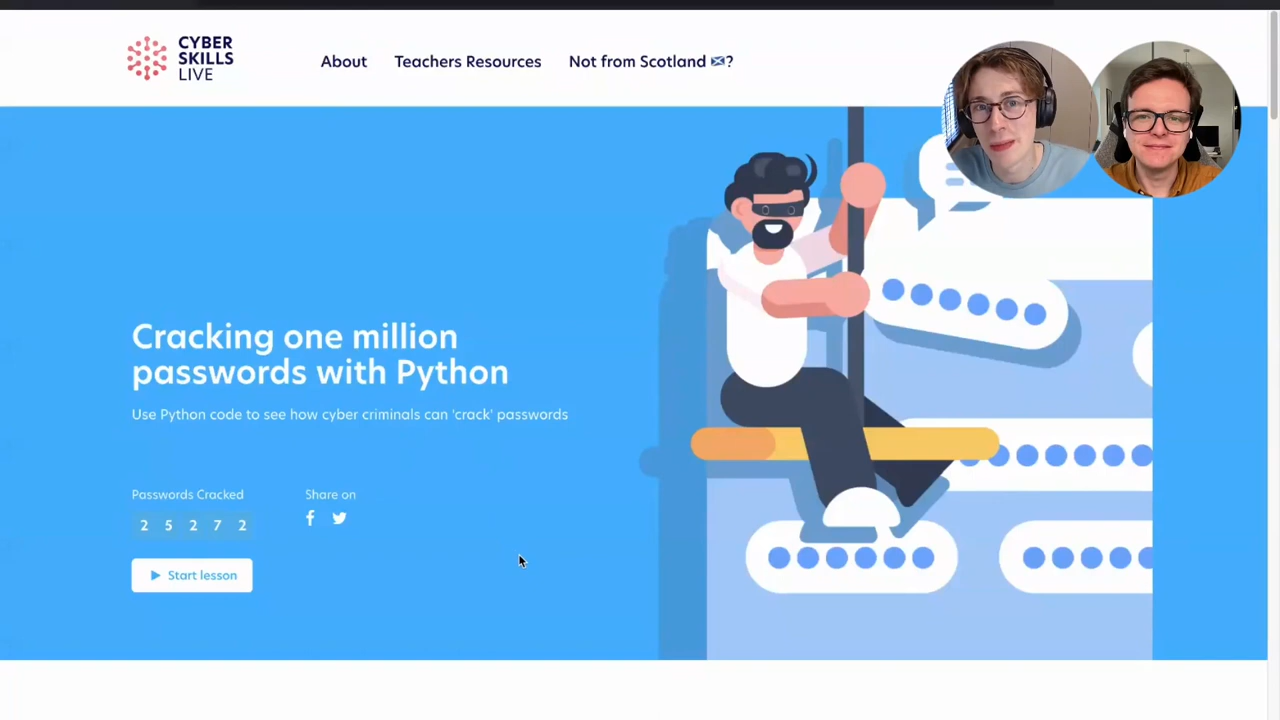 CYBER
SKILLS
LIVE
About
Teachers Resources
Not from Scotland 🏴󠁧󠁢󠁳󠁣󠁴󠁿?
Cracking one million
passwords with Python
Use Python code to see how cyber criminals can 'crack' passwords
Passwords Cracked
Share on
2 5 2 7 2
Start lesson